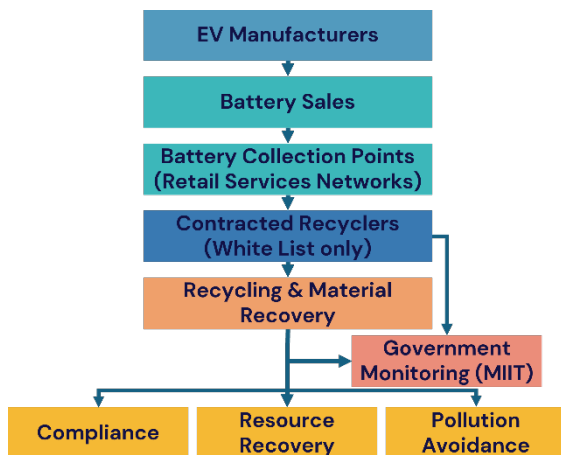 EV Manufacturers
Battery Sales
Battery Collection Points
(Retail Services Networks)
Contracted Recyclers
(White List only)
Recycling & Material
Recovery
Government
Monitoring (MIIT)
Compliance
Resource
Recovery
Pollution
Avoidance